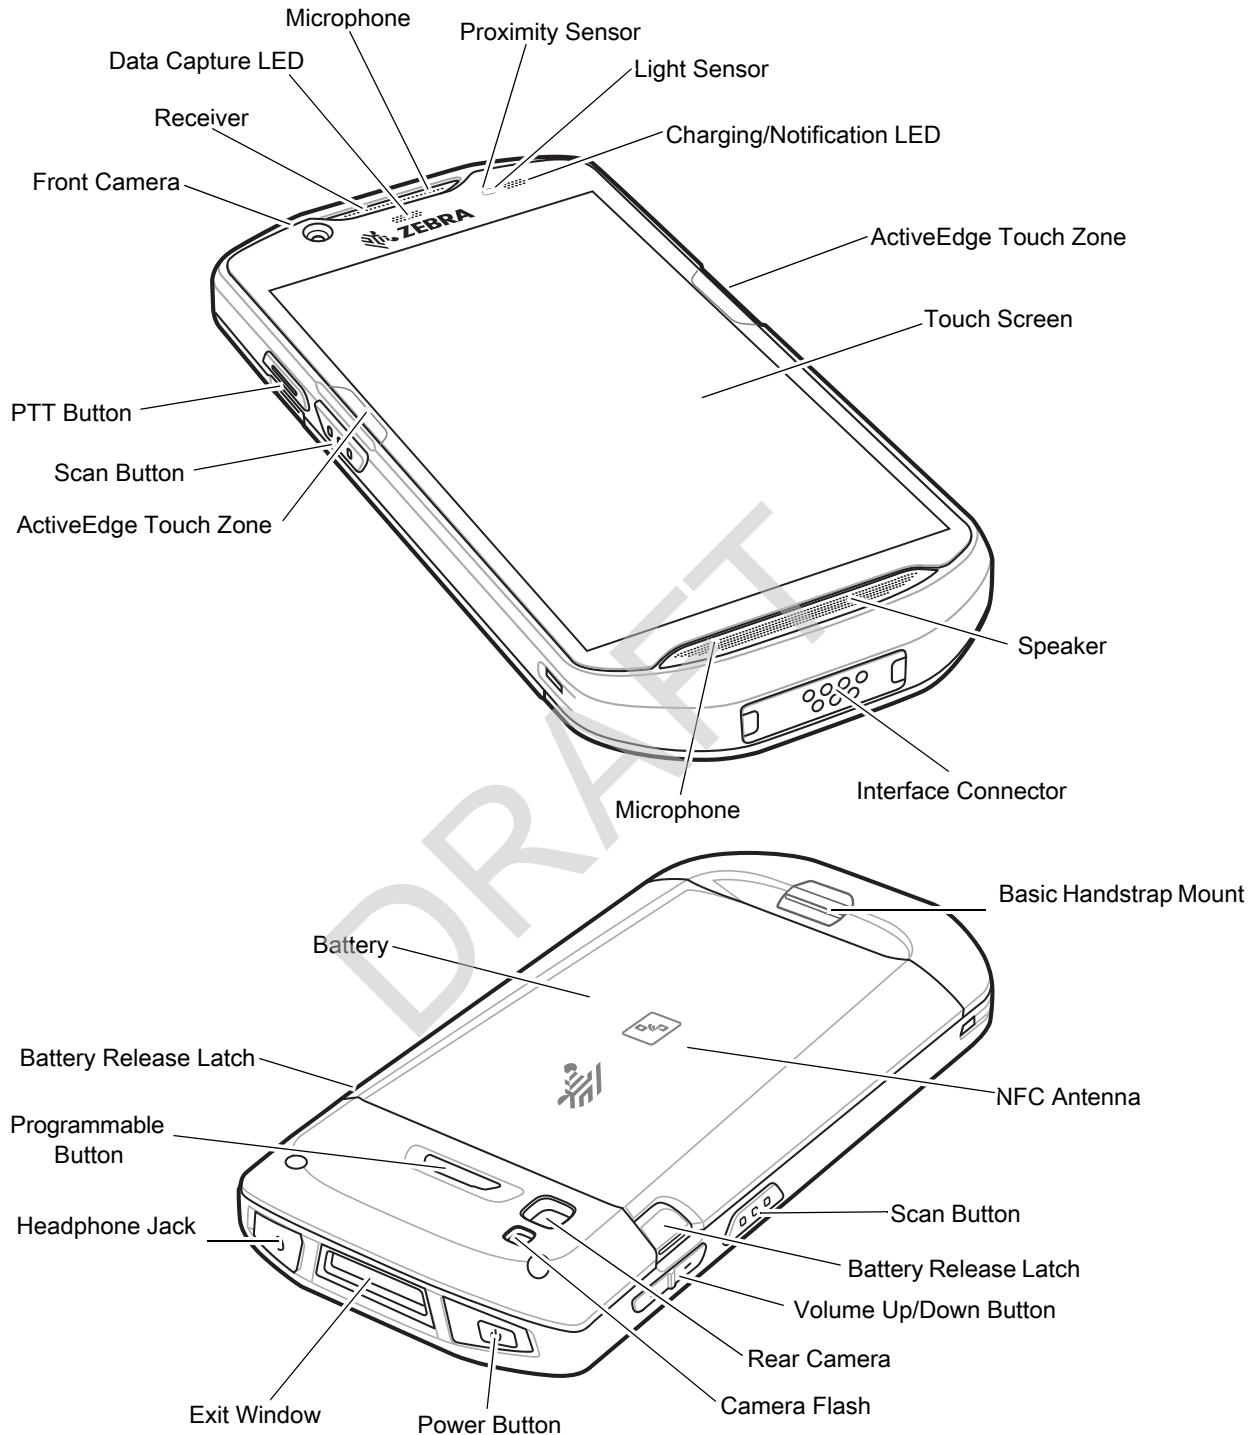 Microphone
Proximity Sensor
Data Capture LED
Light Sensor
Receiver
Charging/Notification LED
Front Camera
ZEBRA
ActiveEdge Touch Zone
Touch Screen
PTT Button
Scan Button
ActiveEdge Touch Zone
Speaker
Interface Connector
Microphone
DRAFT
Basic Handstrap Mount
Battery
Battery Release Latch
NFC Antenna
Programmable
Button
Headphone Jack
Scan Button
Battery Release Latch
Volume Up/Down Button
Rear Camera
Camera Flash
Exit Window
Power Button